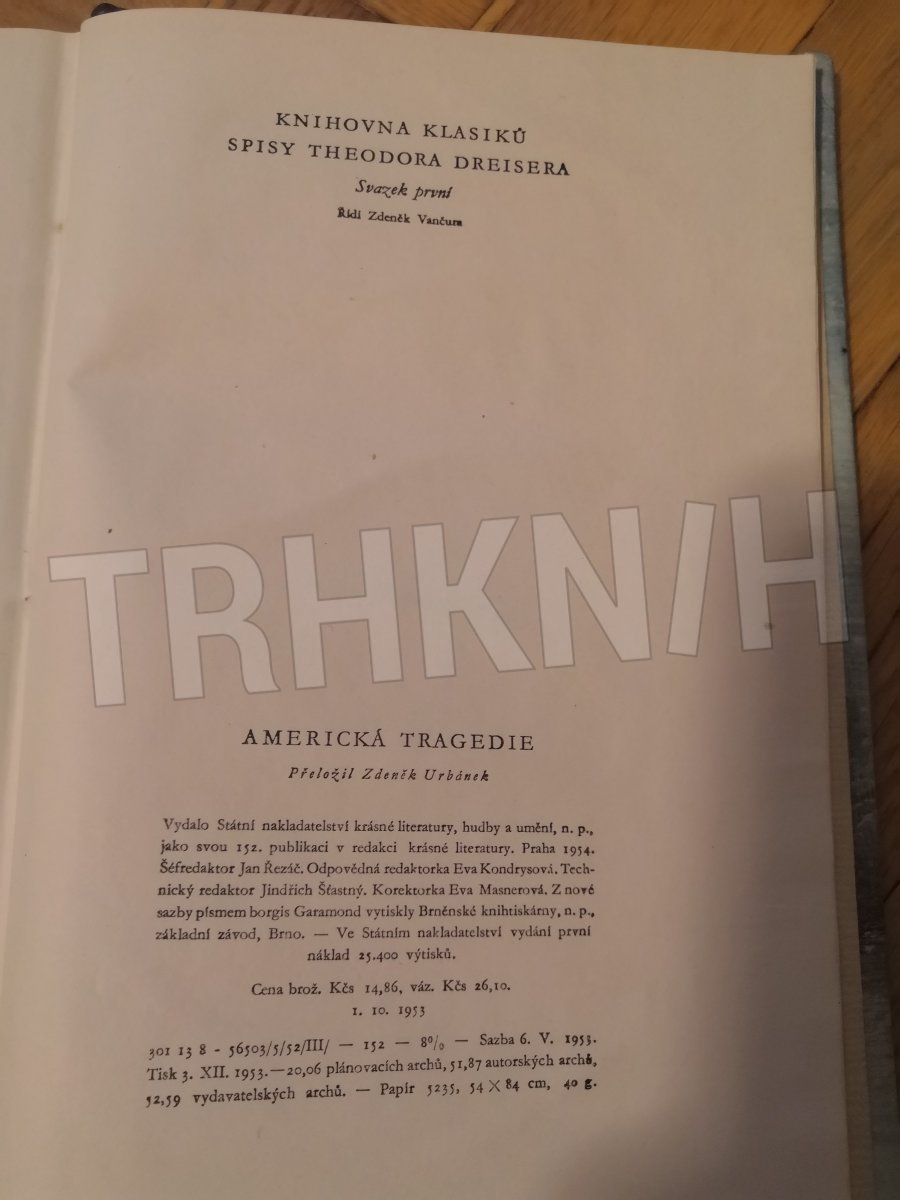 KNIHOVNA KLASIKŮ
SPISY THEODORA DREISERA
Svazek první
Řídí Zdeněk Vančura
TRHKNIH
AMERICKÁ TRAGEDIE
Přeložil Zdeněk Urbánek
Vydalo Státní nakladatelství krásné literatury, hudby a umění, n. p.,
jako svou 152. publikaci v redakci krásné literatury. Praha 1954.
Šéfredaktor Jan Řezáč. Odpovědná redaktorka Eva Kondrysová. Tech-
nický redaktor Jindřich Šťastný. Korektorka Eva Masnerová. Z nové
sazby písmem borgis Garamond vytiskly Brněnské knihtiskárny, n. p.,
základní závod, Brno. — Ve Státním nakladatelství vydání první
náklad 25.400 výtisků.
Cena brož. Kčs 14,86, váz. Kčs 26,10.
1. 10. 1953
301 13 8 - 56503/5/52/III/ — 152 — 8% — Sazba 6. V. 1953.
Tisk 3. XII. 1953.—20,06 plánovacích archů, 51,87 autorských archů,
52,59 vydavatelských archů. — Papír 5235, 54 × 84 cm, 40 g.